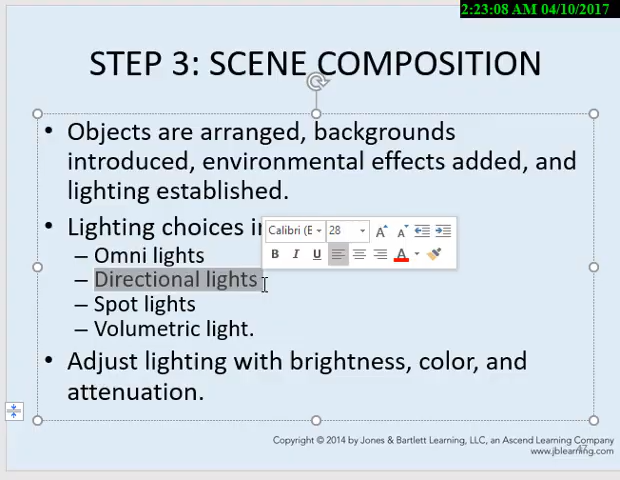 2:23:08 AM 04/10/2017
STEP 3: SCENE COMPOSITION
• Objects are arranged, backgrounds
introduced, environmental effects added, and
lighting established.
• Lighting choices in
Calibri (E 28 A A
B I U A
– Omni lights
– Directional lights
– Spot lights
– Volumetric light.
• Adjust lighting with brightness, color, and
attenuation.
Copyright © 2014 by Jones & Bartlett Learning, LLC, an Ascend Learning Company
www.jblearning.com